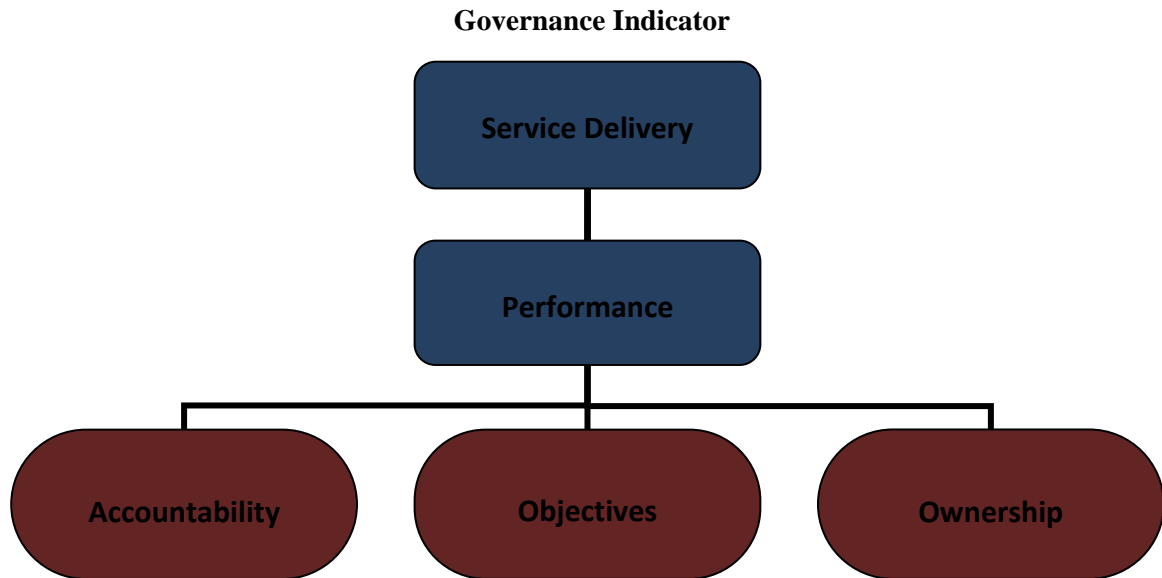 Governance Indicator
Service Delivery
Performance
Accountability
Objectives
Ownership